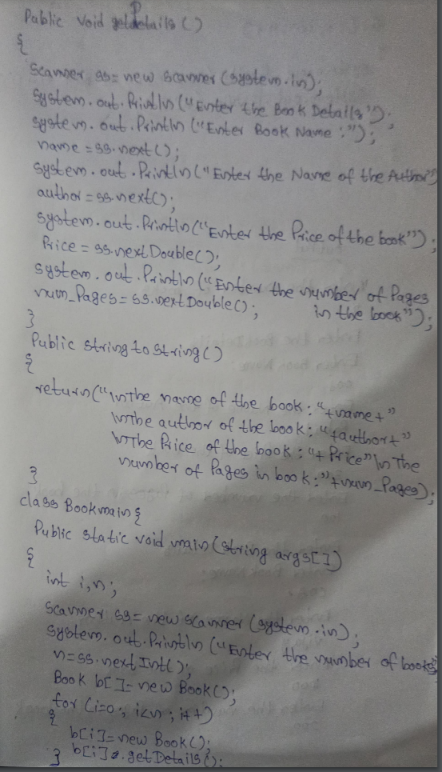 Public void getdetails ()
{
Scanner ss= new Scanner (System.in);
System.out.Println ("Enter the Book Details");
System.out.Println ("Enter Book Name :");
name = ss.next();
System.out.Println ("Enter the Name of the Author")
author = ss.next();
System.out.Println ("Enter the Price of the book");
Price = ss.nextDouble();
System.out.Println ("Enter the number of Pages
num_Pages = ss.nextDouble(); in the book");
}
Public String toString ()
{
return("\nThe name of the book: "+name+"
\nThe author of the book: "+author+"
\nThe Price of the book : "+ Price"\n The
number of Pages in book :"+num_Pages);
}
class Bookmain {
Public static void main (String args[])
{
int i,n;
Scanner ss = new Scanner (System.in);
System.out.Println ("Enter the number of books
n=ss.nextInt();
Book b[]= new Book();
for (i=0; i<n; i++)
{
b[i]= new Book();
} b[i].getDetails();